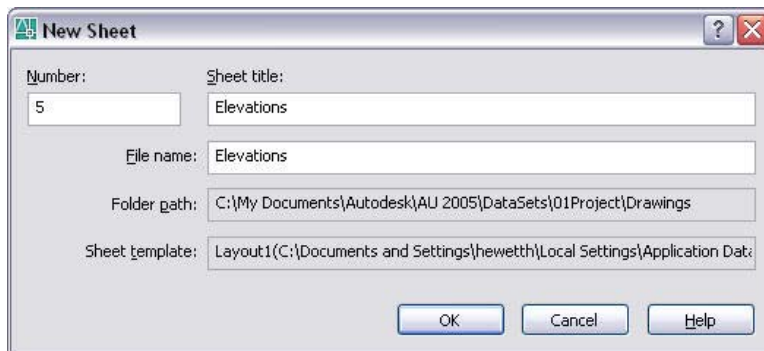 New Sheet
Number:
Sheet title:
5
Elevations
File name:
Elevations
Folder path:
C:\My Documents\Autodesk\AU 2005\DataSets\01Project\Drawings
Sheet template:
Layout1(C:\Documents and Settings\hewetth\Local Settings\Application Data
OK
Cancel
Help